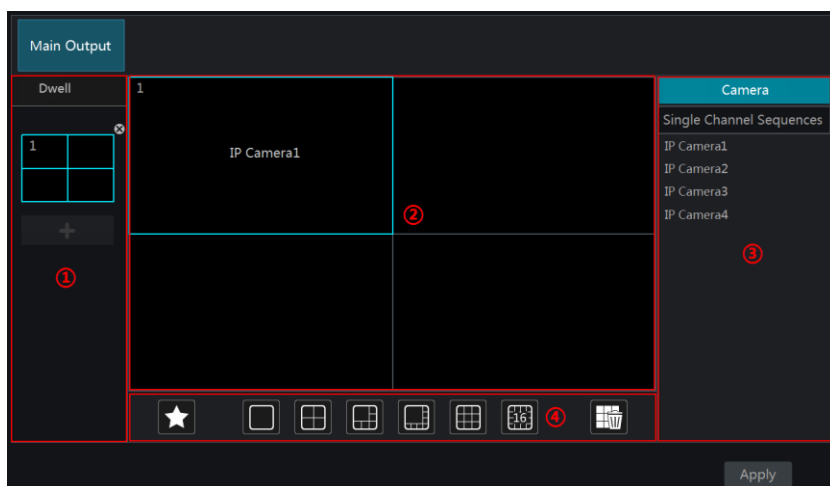 Main Output
Dwell
1
Camera
Single Channel Sequences
1
IP Camera1
IP Camera1
IP Camera2
IP Camera3
IP Camera4
②
③
①
16
④
Apply